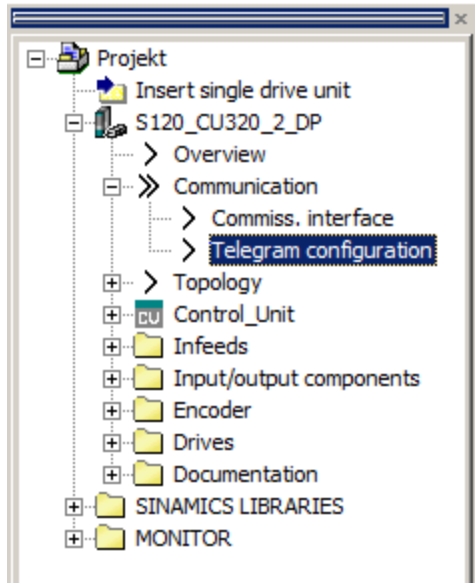 Projekt
Insert single drive unit
S120_CU320_2_DP
Overview
Communication
Commiss. interface
Telegram configuration
Topology
CU Control_Unit
Infeeds
Input/output components
Encoder
Drives
Documentation
SINAMICS LIBRARIES
MONITOR